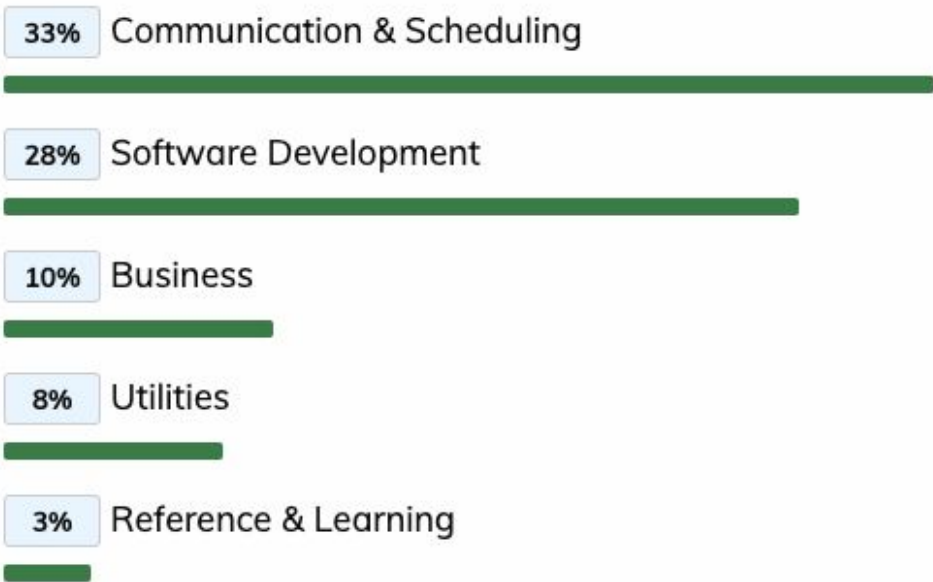 33% Communication & Scheduling
28% Software Development
10% Business
8% Utilities
3% Reference & Learning